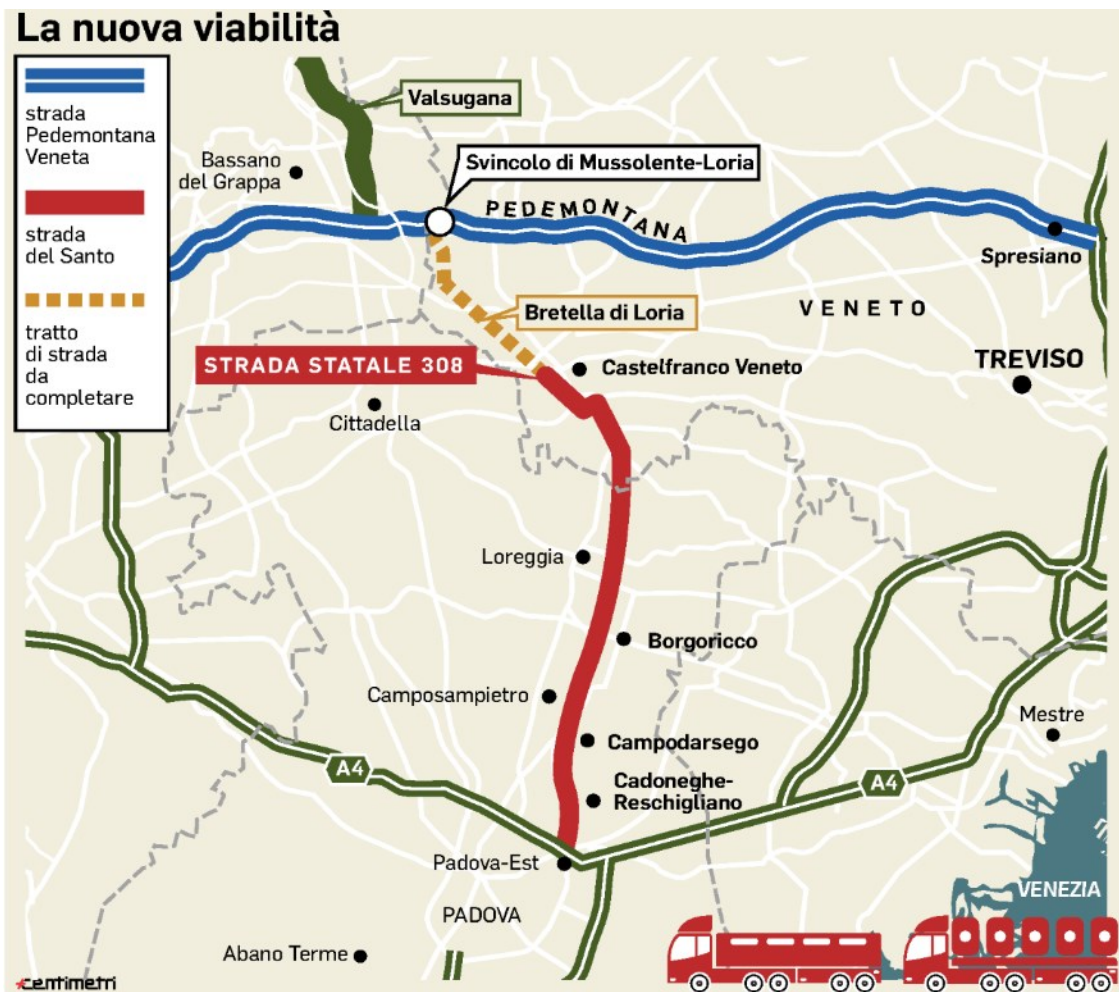 La nuova viabilità
strada
Pedemontana
Veneta
strada
del Santo
tratto
di strada
da
completare
Valsugana
Bassano
del Grappa
Svincolo di Mussolente-Loria
PEDEMONTANA
Spresiano
Bretella di Loria
VENETO
STRADA STATALE 308
Castelfranco Veneto
TREVISO
Cittadella
Loreggia
Borgoricco
Camposampietro
Mestre
Campodarsego
A4
A4
Cadoneghe-
Reschigliano
Padova-Est
VENEZIA
PADOVA
Abano Terme
centimetri